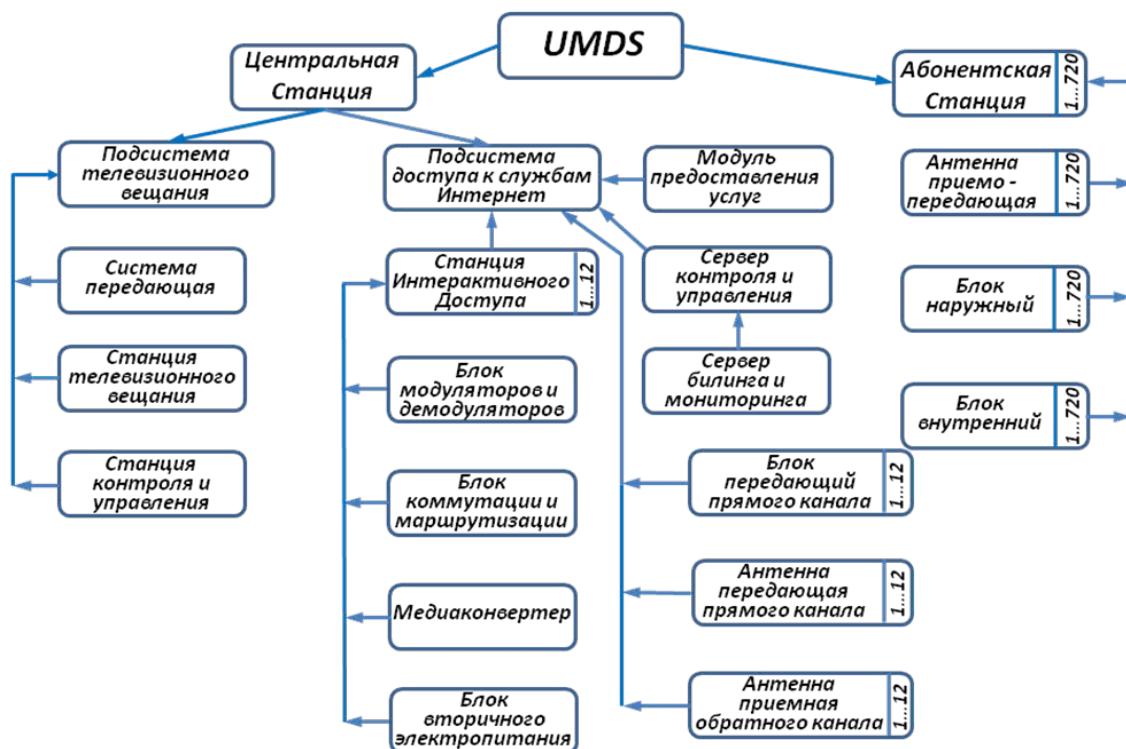 UMDS
Центральная
Станция
Абонентская
Станция
1...720
Подсистема
телевизионного
вещания
Подсистема
доступа к службам
Интернет
Модуль
предоставления
услуг
Антенна
приемо -
передающая
1...720
Система
передающая
Станция
Интерактивного
Доступа
1...12
Сервер
контроля и
управления
Блок
наружный
1...720
Станция
телевизионного
вещания
Блок
модуляторов и
демодуляторов
Сервер
билинга и
мониторинга
Блок
внутренний
1...720
Станция
контроля и
управления
Блок
коммутации и
маршрутизации
Блок
передающий
прямого канала
1...12
Медиаконвертер
Антенна
передающая
прямого канала
1...12
Блок
вторичного
электропитания
Антенна
приемная
обратного канала
1...12